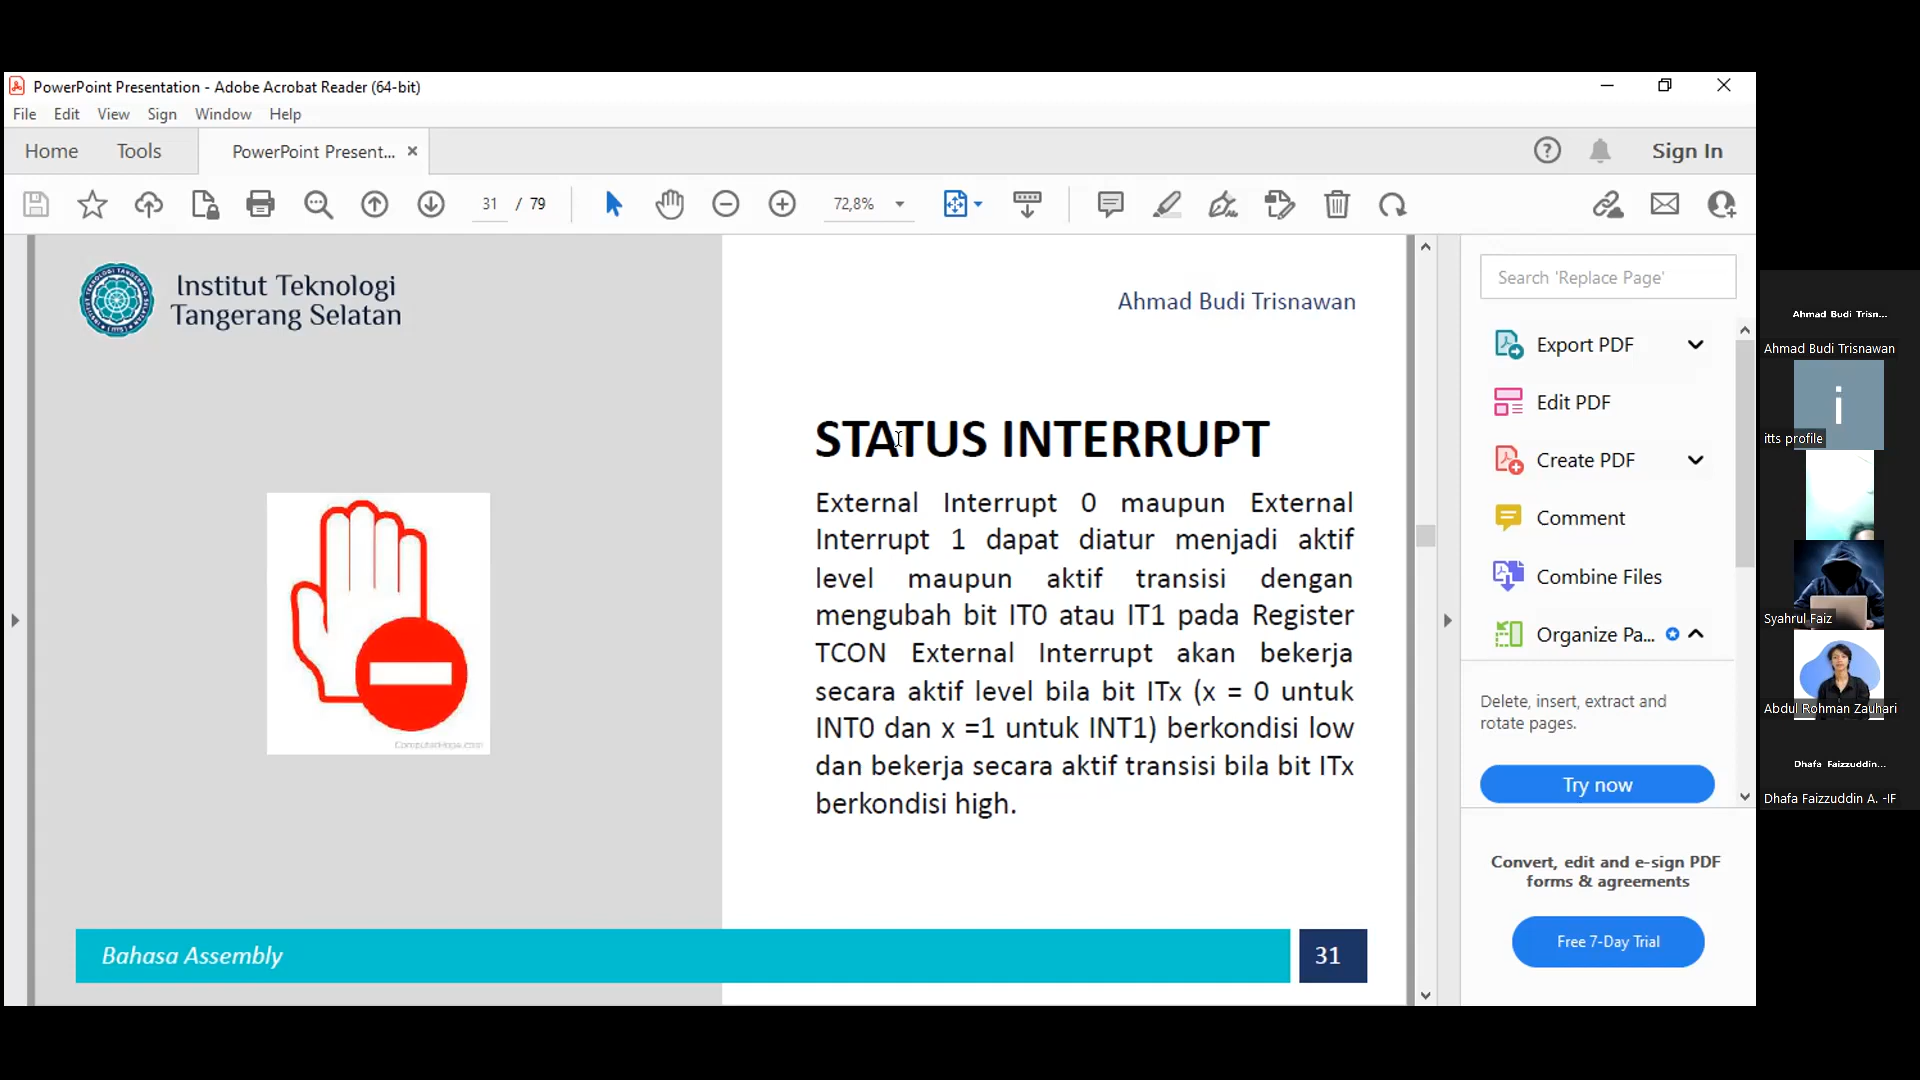 PowerPoint Presentation - Adobe Acrobat Reader (64-bit)
File Edit View Sign Window Help
Home Tools PowerPoint Present... Sign In
31 / 79 72,8%
Institut Teknologi
Tangerang Selatan
Ahmad Budi Trisnawan
STATUS INTERRUPT
External Interrupt 0 maupun External
Interrupt 1 dapat diatur menjadi aktif
level maupun aktif transisi dengan
mengubah bit IT0 atau IT1 pada Register
TCON External Interrupt akan bekerja
secara aktif level bila bit ITx (x = 0 untuk
INT0 dan x =1 untuk INT1) berkondisi low
dan bekerja secara aktif transisi bila bit ITx
berkondisi high.
ComputerHope.com
Bahasa Assembly
31
Search 'Replace Page'
Export PDF
Edit PDF
Create PDF
Comment
Combine Files
Organize Pa...
Delete, insert, extract and
rotate pages.
Try now
Convert, edit and e-sign PDF
forms & agreements
Free 7-Day Trial
Ahmad Budi Trisn...
Ahmad Budi Trisnawan
i
itts profile
Syahrul Faiz
Abdul Rohman Zauhari
Dhafa Faizzuddin...
Dhafa Faizzuddin A. -IF